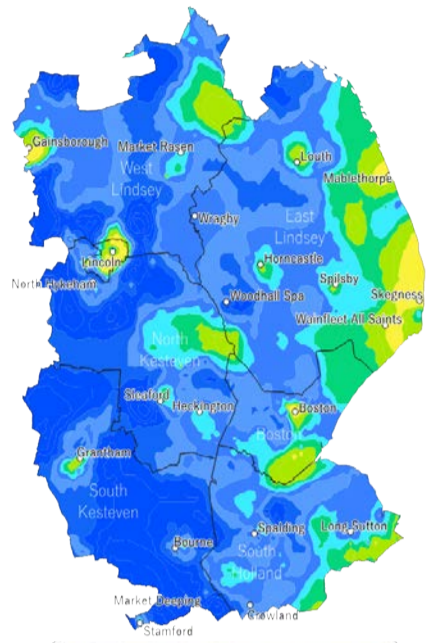 Gainsborough
Market Rasen
West
Lindsey
Louth
Mablethorpe
Wragby
East
Lindsey
Lincoln
Horncastle
North Hykeham
Spilsby
Woodhall Spa
Skegness
Wainfleet All Saints
North
Kesteven
Sleaford
Heckington
Boston
Boston
Grantham
South
Kesteven
Spalding
Long Sutton
Bourne
South
Holland
Market Deeping
Crowland
Stamford